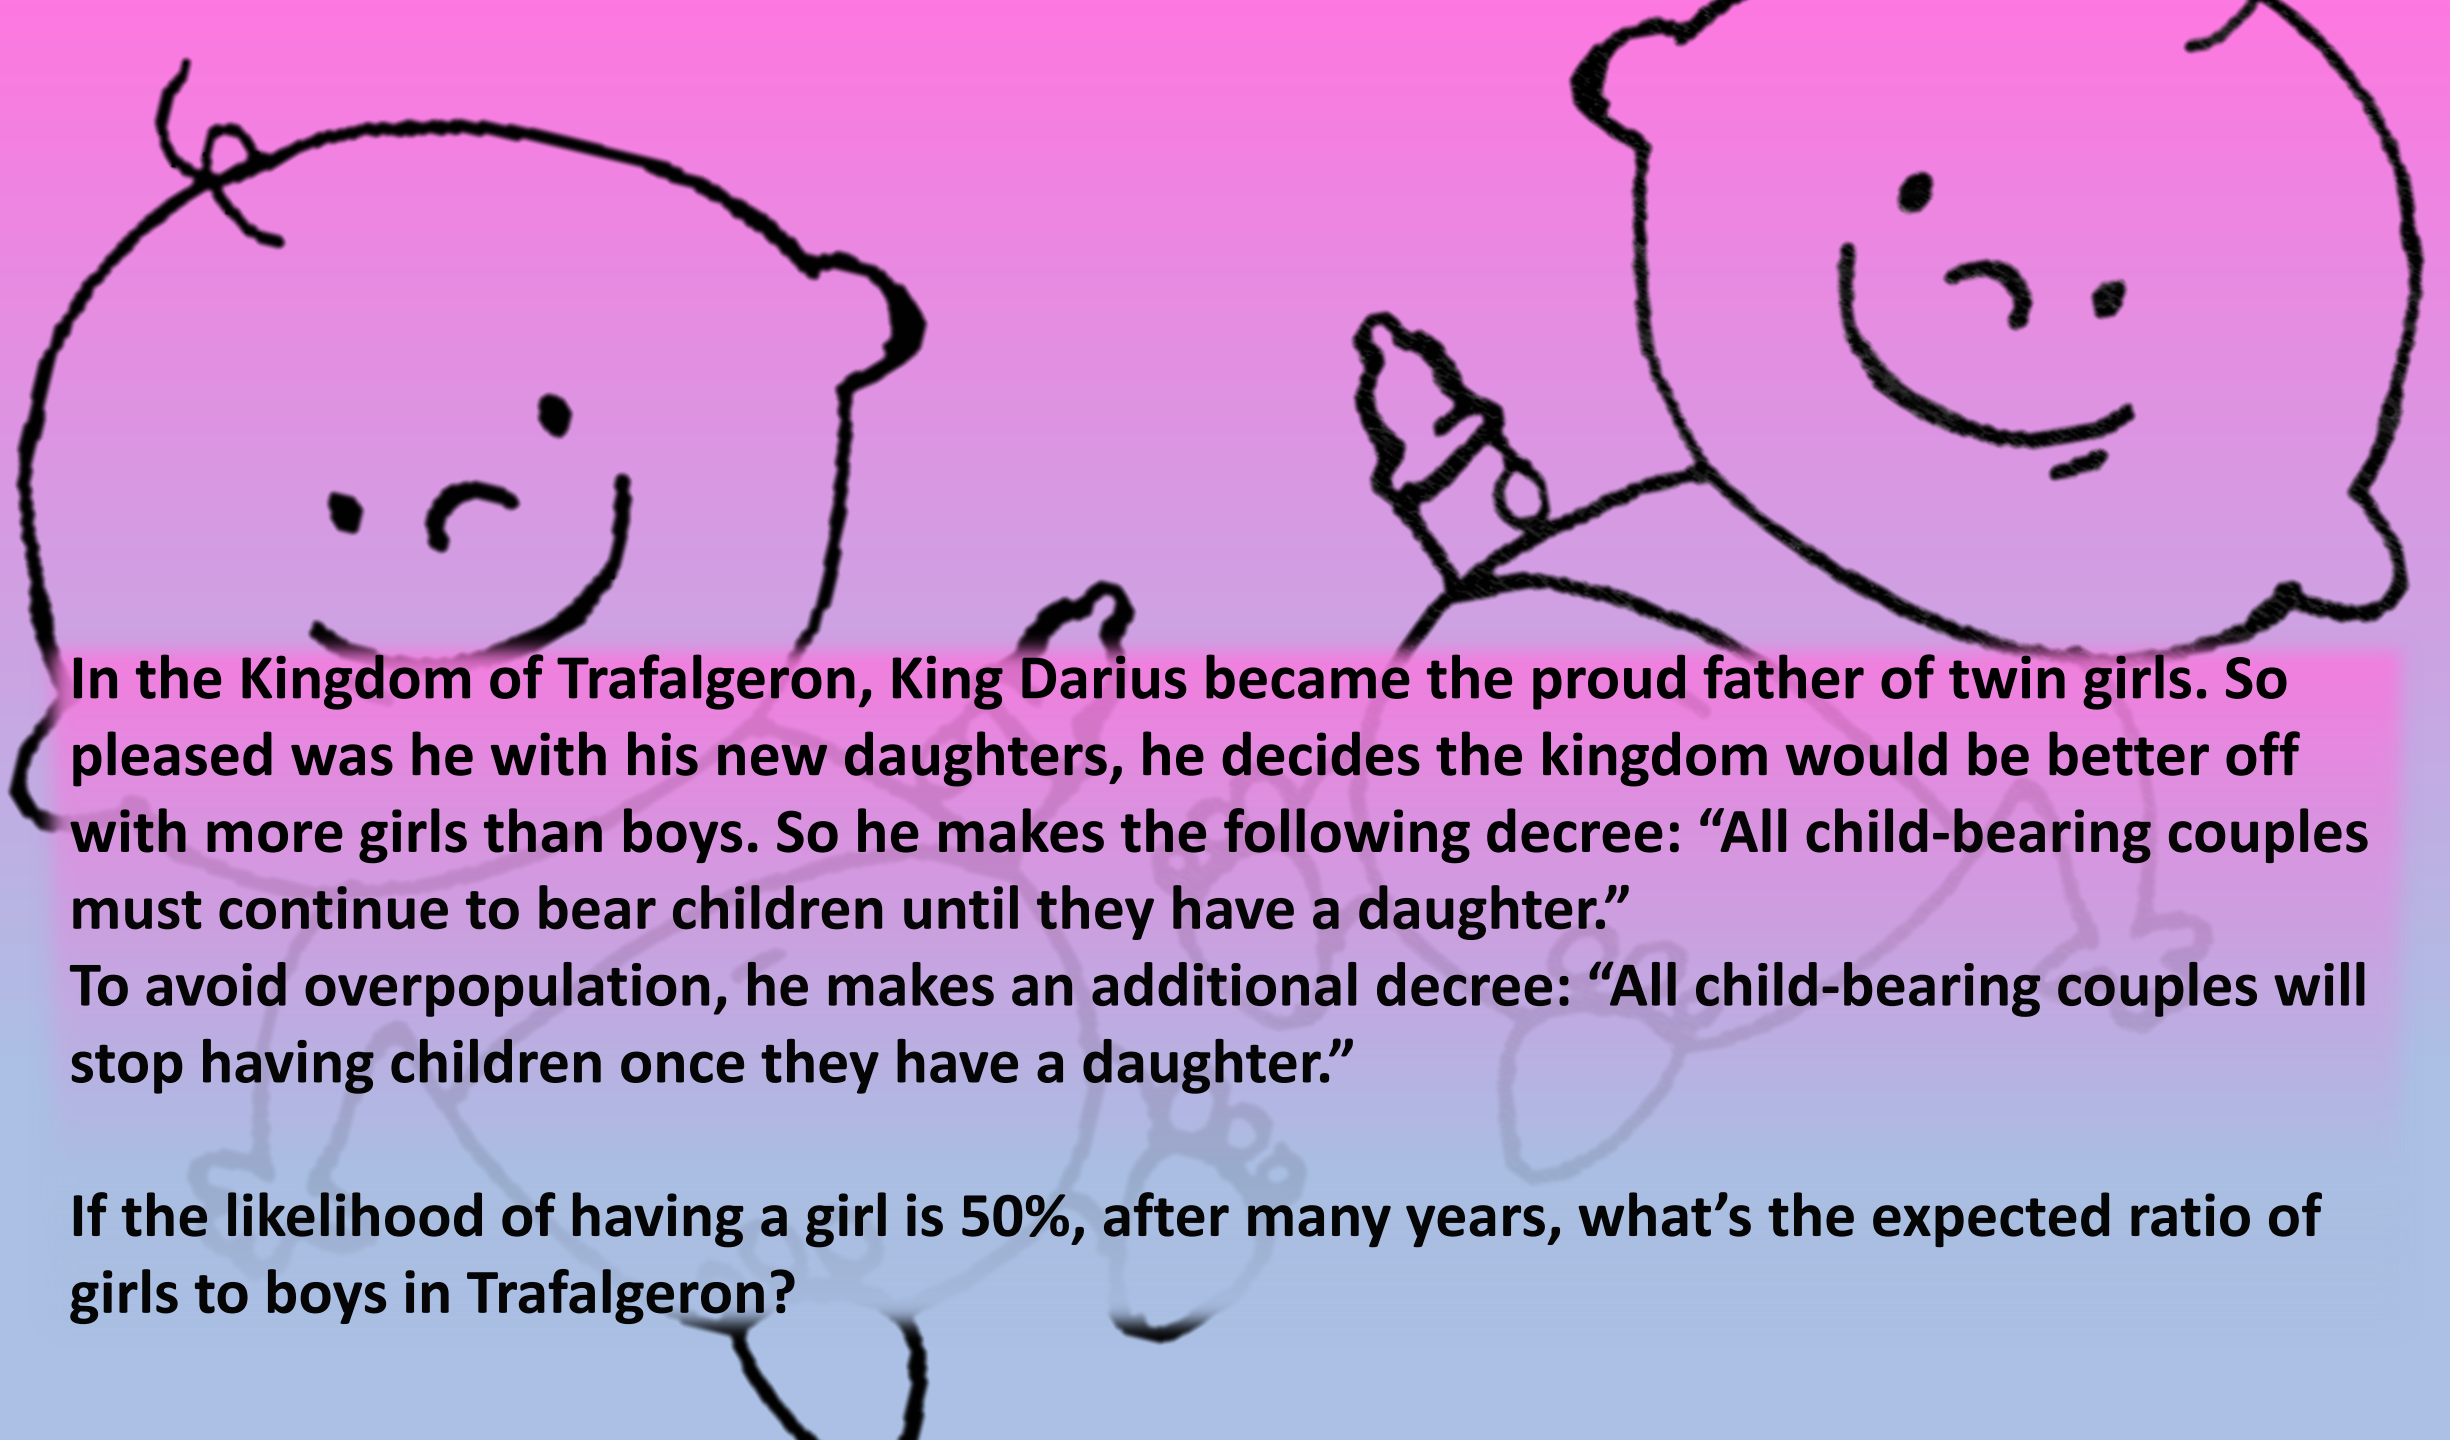 In the Kingdom of Trafalgeron, King Darius became the proud father of twin girls. So
pleased was he with his new daughters, he decides the kingdom would be better off
with more girls than boys. So he makes the following decree: “All child-bearing couples
must continue to bear children until they have a daughter.”
To avoid overpopulation, he makes an additional decree: “All child-bearing couples will
stop having children once they have a daughter.”
If the likelihood of having a girl is 50%, after many years, what’s the expected ratio of
girls to boys in Trafalgeron?